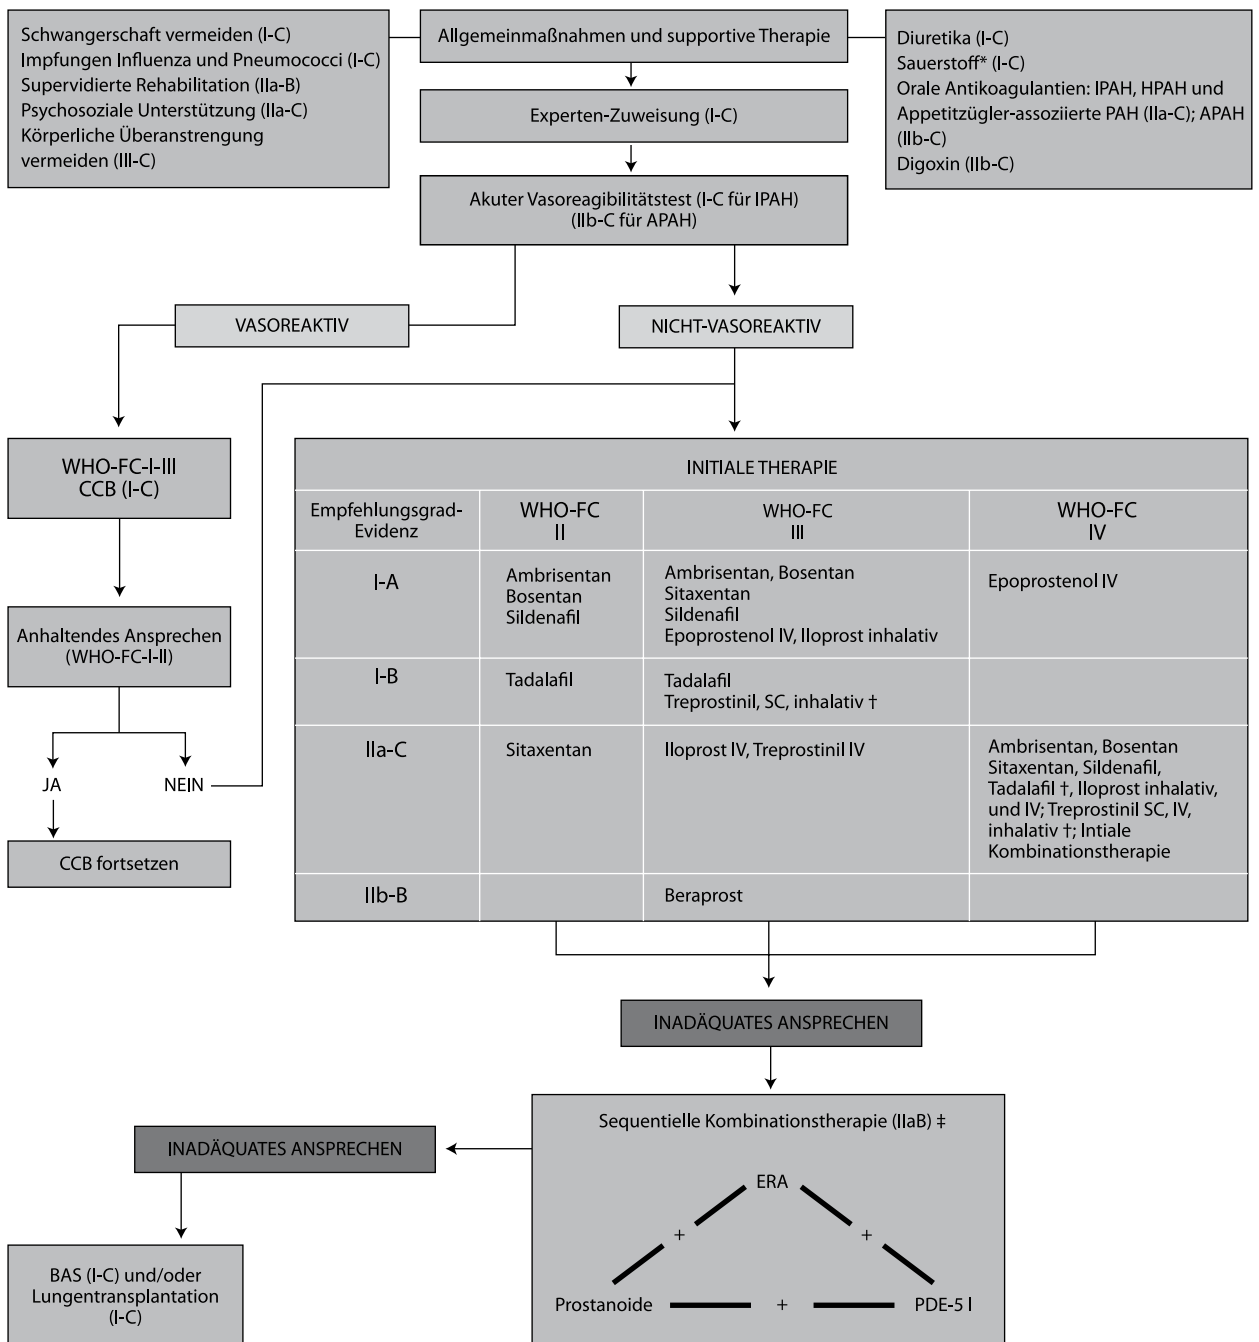 Schwangerschaft vermeiden (I-C)
Impfungen Influenza und Pneumococci (I-C)
Supervidierte Rehabilitation (IIa-B)
Psychosoziale Unterstützung (IIa-C)
Körperliche Überanstrengung
vermeiden (III-C)
Allgemeinmaßnahmen und supportive Therapie
Diuretika (I-C)
Sauerstoff* (I-C)
Orale Antikoagulantien: IPAH, HPAH und
Appetitzügler-assoziierte PAH (IIa-C); APAH
(IIb-C)
Digoxin (IIb-C)
Experten-Zuweisung (I-C)
Akuter Vasoreagibilitätstest (I-C für IPAH)
(IIb-C für APAH)
VASOREAKTIV
NICHT-VASOREAKTIV
WHO-FC-I-III
CCB (I-C)
Anhaltendes Ansprechen
(WHO-FC-I-II)
JA
NEIN
CCB fortsetzen
INITIALE THERAPIE
Empfehlungsgrad-
Evidenz
WHO-FC
II
WHO-FC
III
WHO-FC
IV
I-A
Ambrisentan
Bosentan
Sildenafil
Ambrisentan, Bosentan
Sitaxentan
Sildenafil
Epoprostenol IV, Iloprost inhalativ
Epoprostenol IV
I-B
Tadalafil
Tadalafil
Treprostinil, SC, inhalativ †
IIa-C
Sitaxentan
Iloprost IV, Treprostinil IV
Ambrisentan, Bosentan
Sitaxentan, Sildenafil,
Tadalafil †, Iloprost inhalativ,
und IV; Treprostinil SC, IV,
inhalativ †; Intiale
Kombinationstherapie
IIb-B
Beraprost
INADÄQUATES ANSPRECHEN
Sequentielle Kombinationstherapie (IIaB) ‡
ERA
+ +
Prostanoide + PDE-5 I
INADÄQUATES ANSPRECHEN
BAS (I-C) und/oder
Lungentransplantation
(I-C)